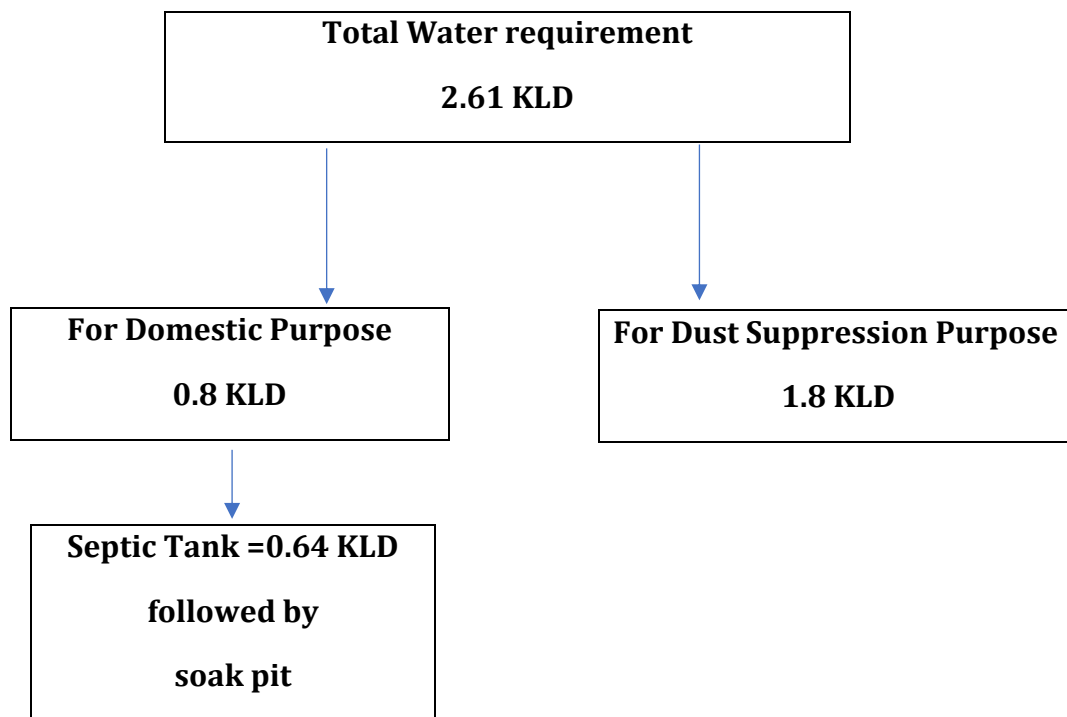 Total Water requirement
2.61 KLD
For Domestic Purpose
0.8 KLD
For Dust Suppression Purpose
1.8 KLD
Septic Tank =0.64 KLD
followed by
soak pit